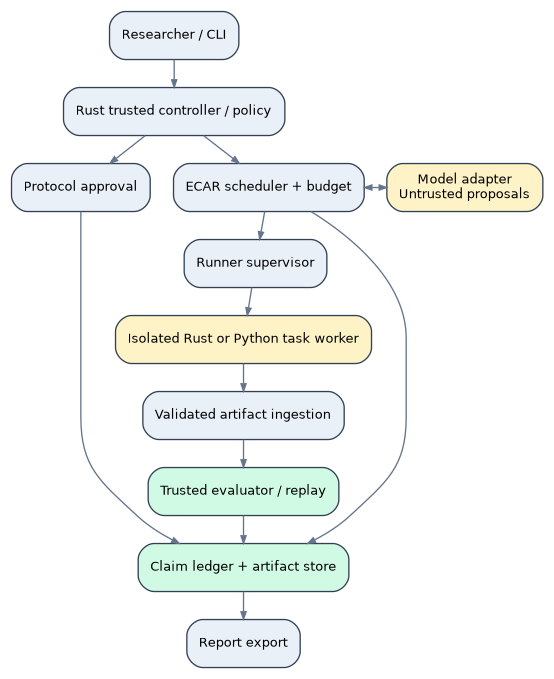 Researcher / CLI
Rust trusted controller / policy
Protocol approval
ECAR scheduler + budget
Model adapter
Untrusted proposals
Runner supervisor
Isolated Rust or Python task worker
Validated artifact ingestion
Trusted evaluator / replay
Claim ledger + artifact store
Report export